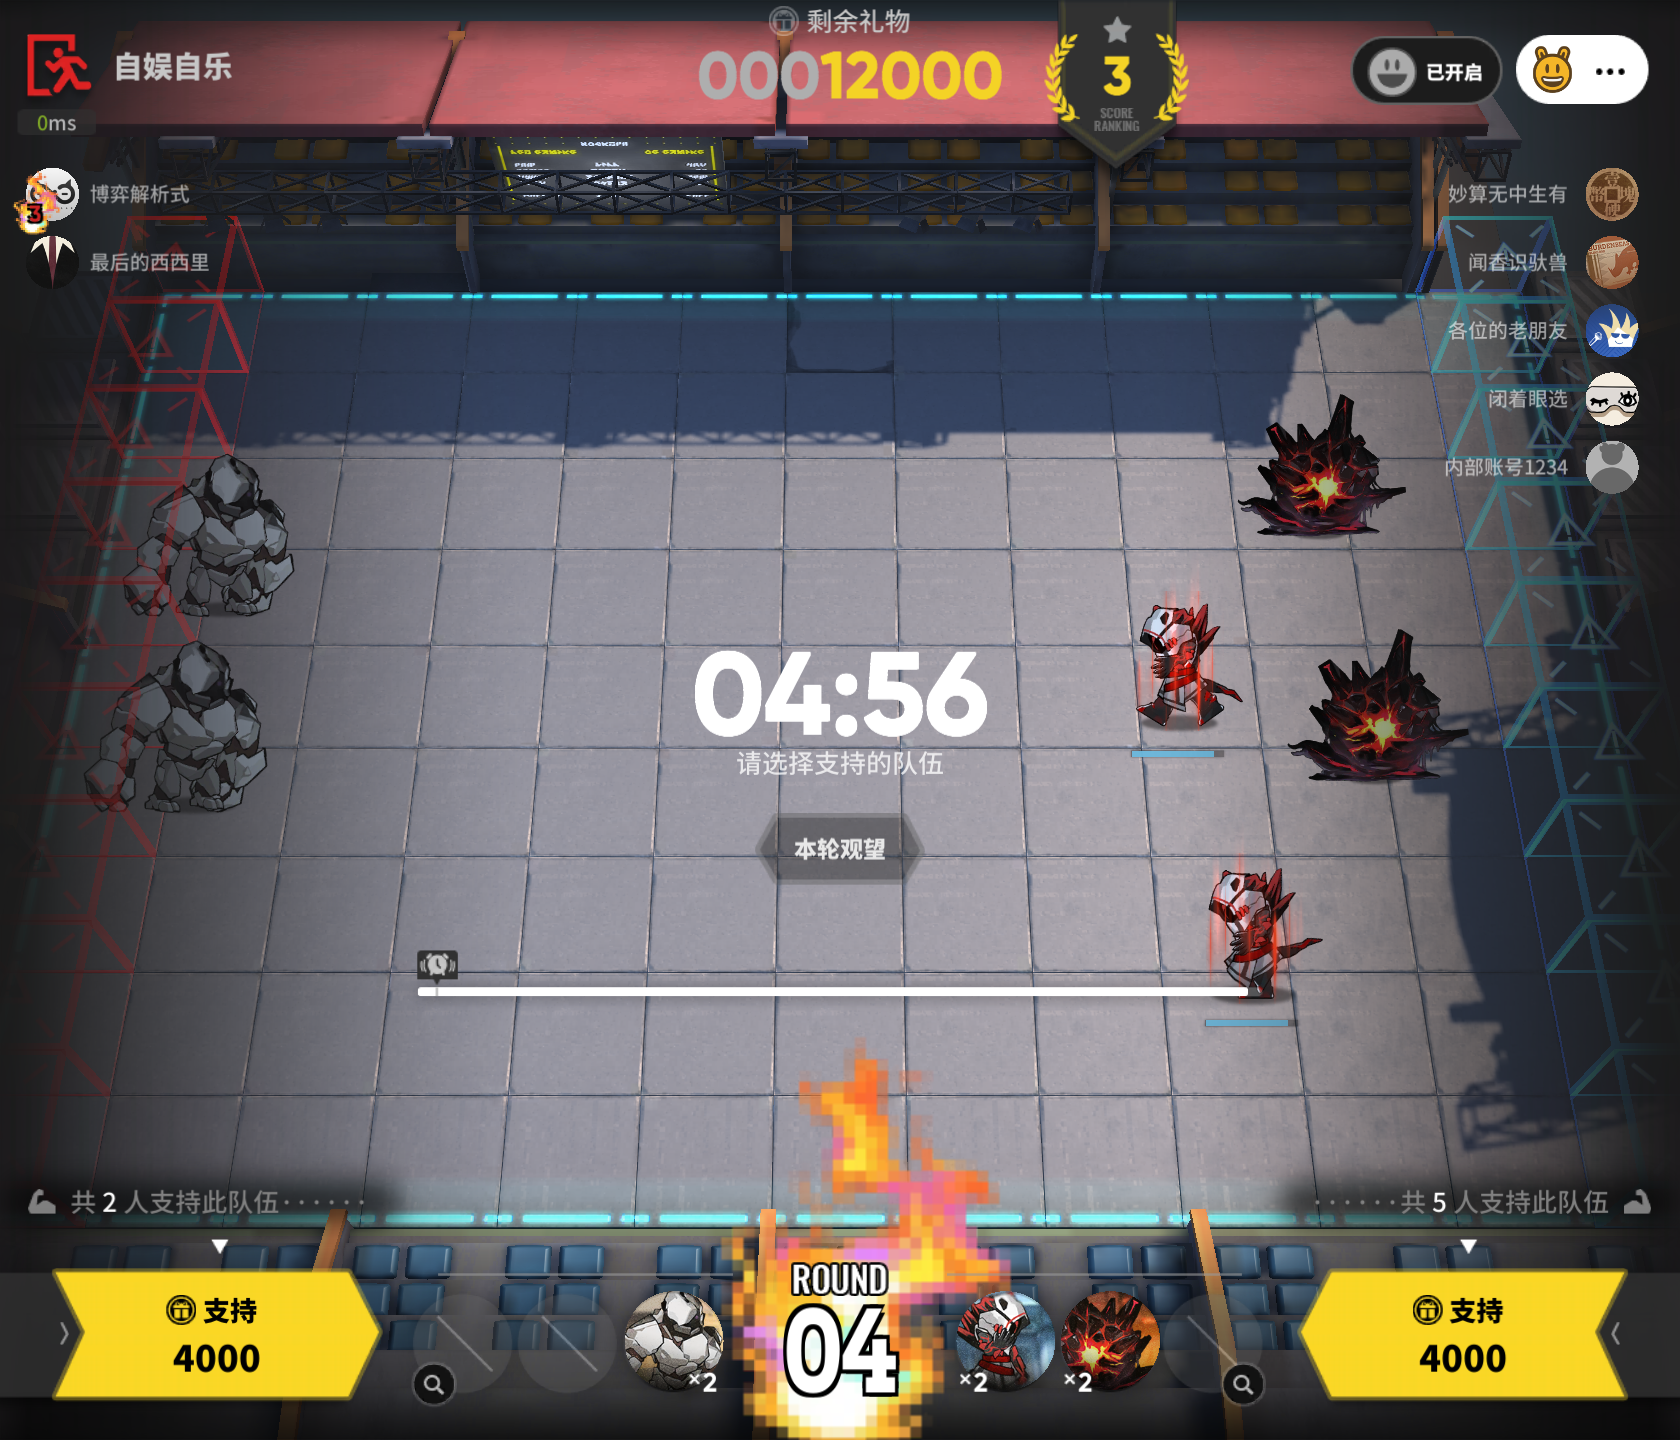 剩余礼物
自娱自乐
00012000
3
SCORE
RANKING
已开启
0ms
3
博弈解析式
最后的西西里
妙算无中生有
闻香识驮兽
各位的老朋友
闭着眼选
内部账号1234
04:56
请选择支持的队伍
本轮观望
共 2 人支持此队伍
共 5 人支持此队伍
支持
4000
×2
ROUND
04
×2
×2
支持
4000